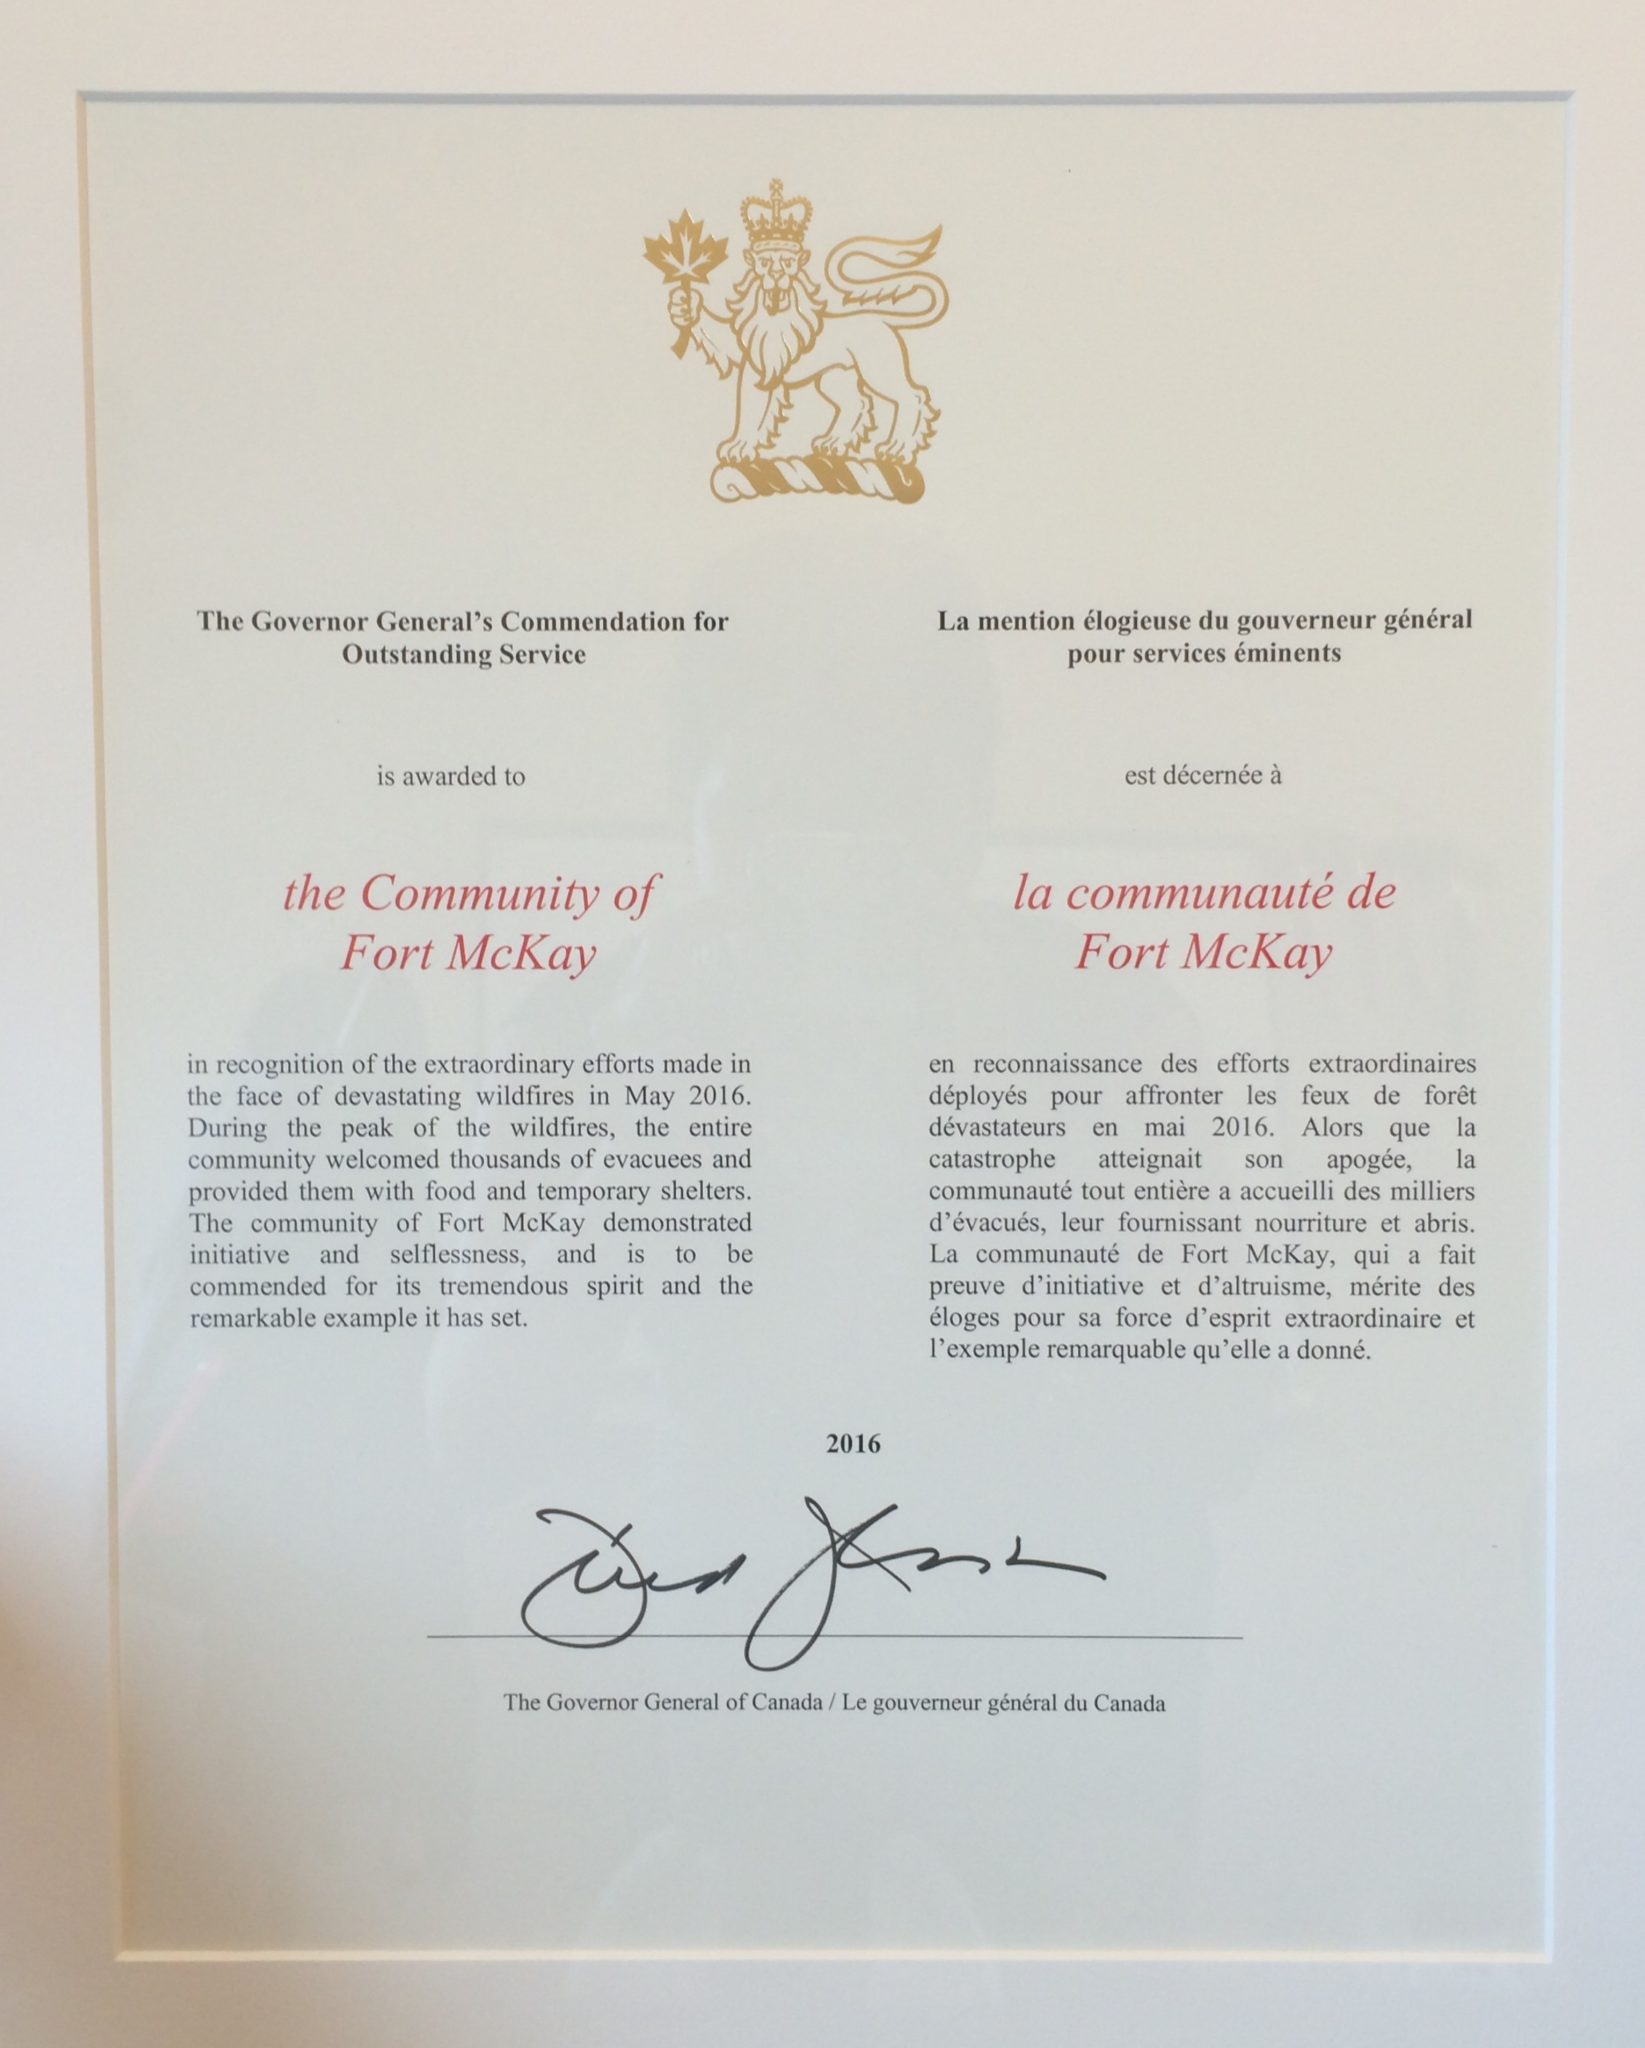 The Governor General's Commendation for
Outstanding Service
is awarded to
the Community of
Fort McKay
in recognition of the extraordinary efforts made in
the face of devastating wildfires in May 2016.
During the peak of the wildfires, the entire
community welcomed thousands of evacuees and
provided them with food and temporary shelters.
The community of Fort McKay demonstrated
initiative and selflessness, and is to be
commended for its tremendous spirit and the
remarkable example it has set.
La mention élogieuse du gouverneur général
pour services éminents
est décernée à
la communauté de
Fort McKay
en reconnaissance des efforts extraordinaires
déployés pour affronter les feux de forêt
dévastateurs en mai 2016. Alors que la
catastrophe atteignait son apogée, la
communauté tout entière a accueilli des milliers
d'évacués, leur fournissant nourriture et abris.
La communauté de Fort McKay, qui a fait
preuve d'initiative et d'altruisme, mérite des
éloges pour sa force d'esprit extraordinaire et
l'exemple remarquable qu'elle a donné.
2016
The Governor General of Canada / Le gouverneur général du Canada